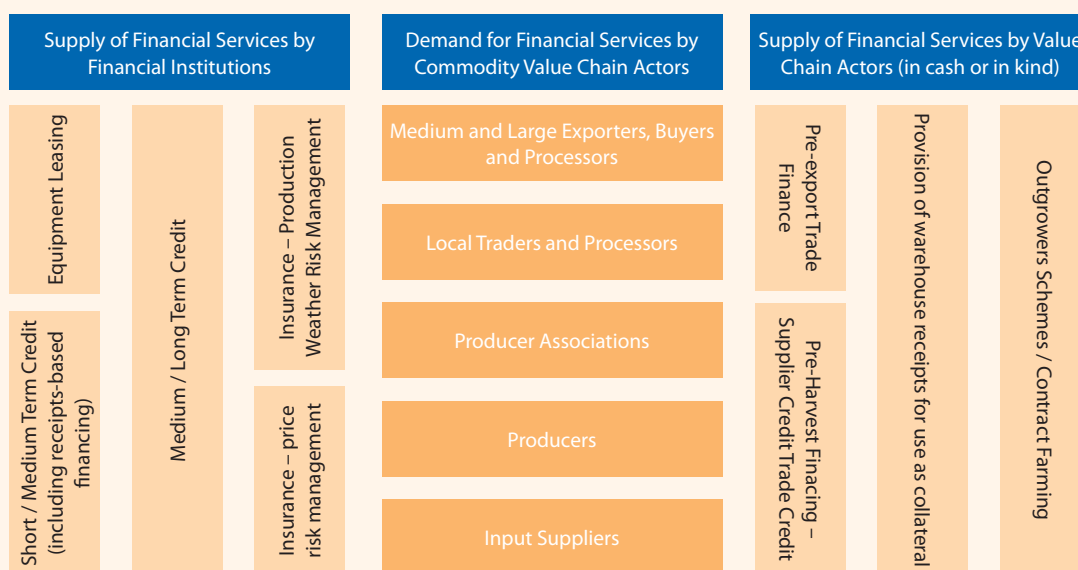 Supply of Financial Services by
Financial Institutions
Demand for Financial Services by
Commodity Value Chain Actors
Supply of Financial Services by Value
Chain Actors (in cash or in kind)
Equipment Leasing
Short / Medium Term Credit
(including receipts-based
financing)
Medium / Long Term Credit
Insurance – Production
Weather Risk Management
Insurance – price
risk management
Medium and Large Exporters, Buyers
and Processors
Local Traders and Processors
Producer Associations
Producers
Input Suppliers
Pre-export Trade
Finance
Pre-Harvest Finacing –
Supplier Credit Trade Credit
Provision of warehouse receipts for use as collateral
Outgrowers Schemes / Contract Farming